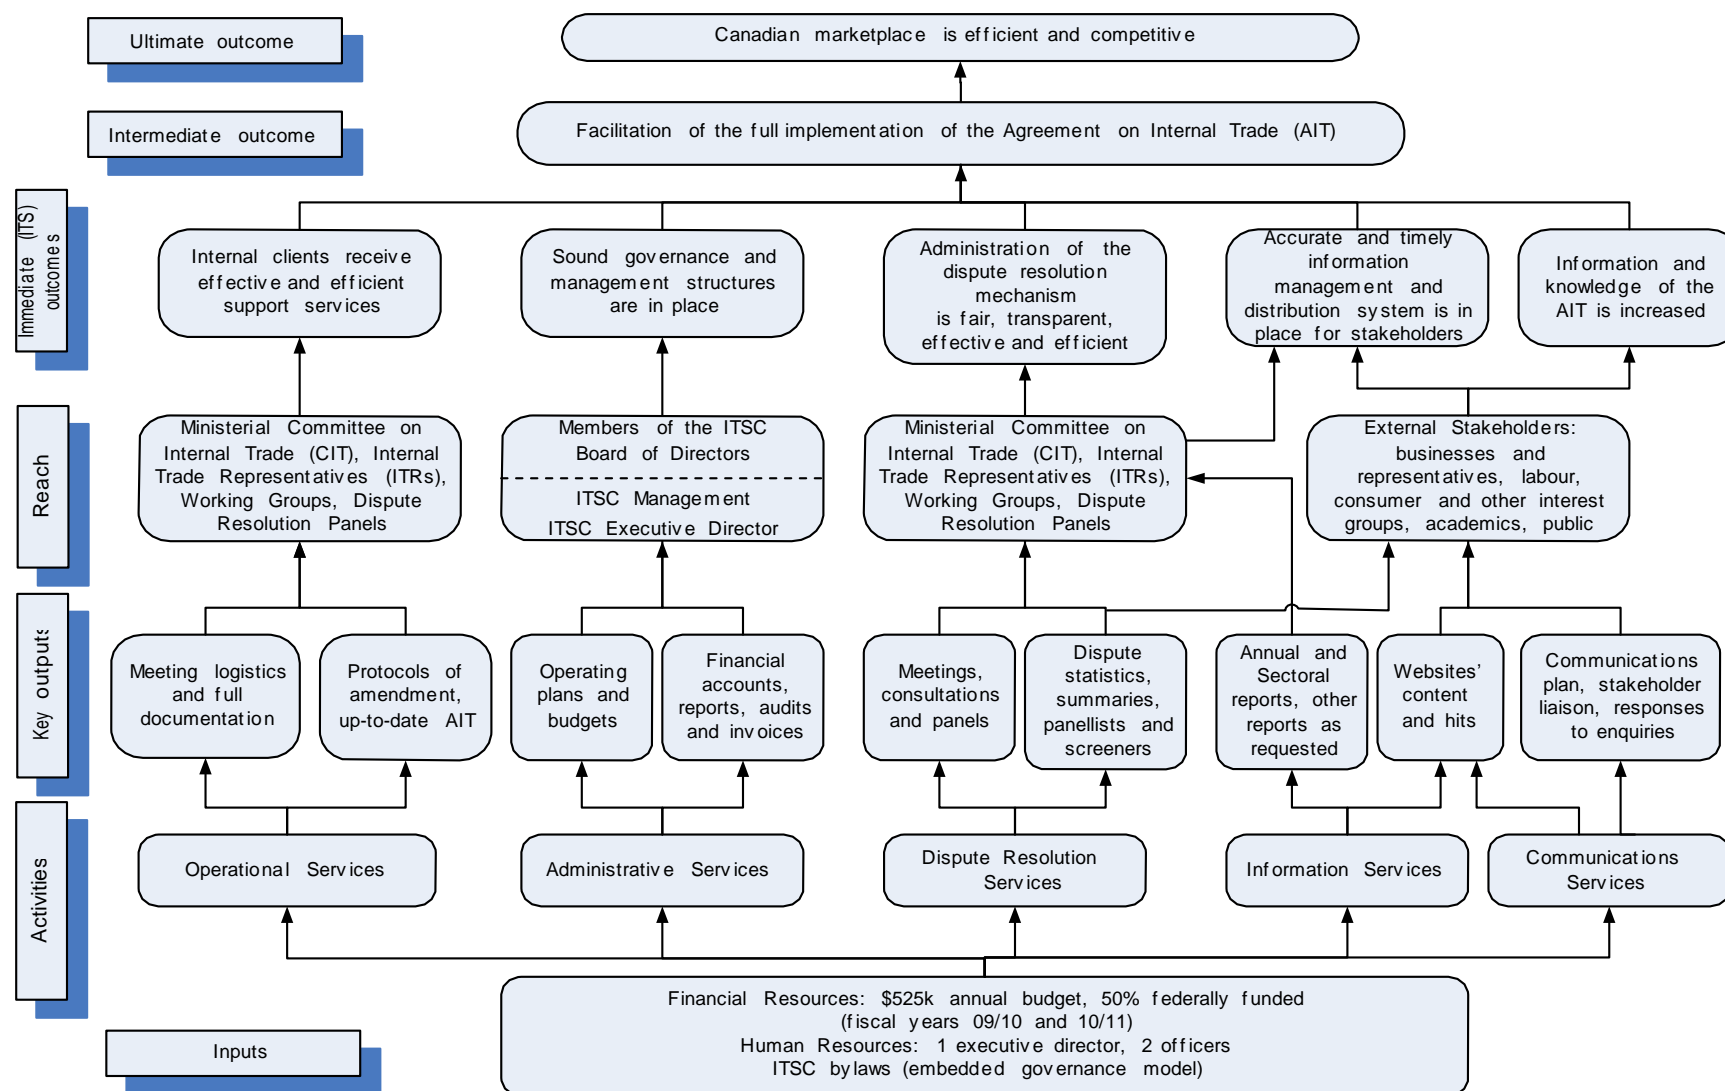 Ultimate outcome
Canadian marketplace is efficient and competitive
Intermediate outcome
Facilitation of the full implementation of the Agreement on Internal Trade (AIT)
Immediate (ITS)
outcomes
Internal clients receive
effective and efficient
support services
Sound governance and
management structures
are in place
Administration of the
dispute resolution
mechanism
is fair, transparent,
effective and efficient
Accurate and timely
information
management and
distribution system is in
place for stakeholders
Information and
knowledge of the
AIT is increased
Reach
Ministerial Committee on
Internal Trade (CIT), Internal
Trade Representatives (ITRs),
Working Groups, Dispute
Resolution Panels
Members of the ITSC
Board of Directors
ITSC Management
ITSC Executive Director
Ministerial Committee on
Internal Trade (CIT), Internal
Trade Representatives (ITRs),
Working Groups, Dispute
Resolution Panels
External Stakeholders:
businesses and
representatives, labour,
consumer and other interest
groups, academics, public
Key outputs
Meeting logistics
and full
documentation
Protocols of
amendment,
up-to-date AIT
Operating
plans and
budgets
Financial
accounts,
reports, audits
and invoices
Meetings,
consultations
and panels
Dispute
statistics,
summaries,
panellists and
screeners
Annual and
Sectoral
reports, other
reports as
requested
Websites'
content
and hits
Communications
plan, stakeholder
liaison, responses
to enquiries
Activities
Operational Services
Administrative Services
Dispute Resolution
Services
Information Services
Communications
Services
Inputs
Financial Resources: $525k annual budget, 50% federally funded
(fiscal years 09/10 and 10/11)
Human Resources: 1 executive director, 2 officers
ITSC bylaws (embedded governance model)